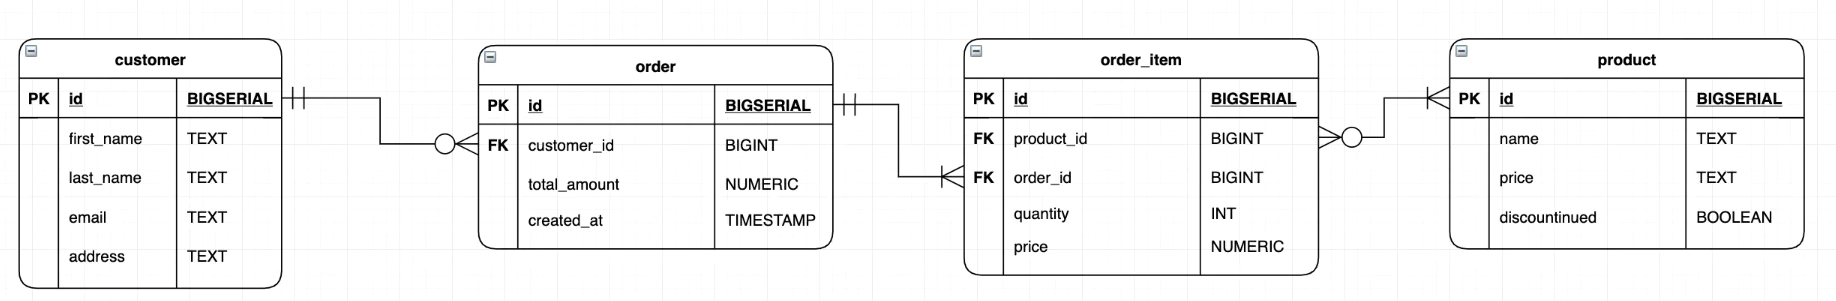 customer
PK id BIGSERIAL
first_name TEXT
last_name TEXT
email TEXT
address TEXT
order
PK id BIGSERIAL
FK customer_id BIGINT
total_amount NUMERIC
created_at TIMESTAMP
order_item
PK id BIGSERIAL
FK product_id BIGINT
FK order_id BIGINT
quantity INT
price NUMERIC
product
PK id BIGSERIAL
name TEXT
price TEXT
discountinued BOOLEAN